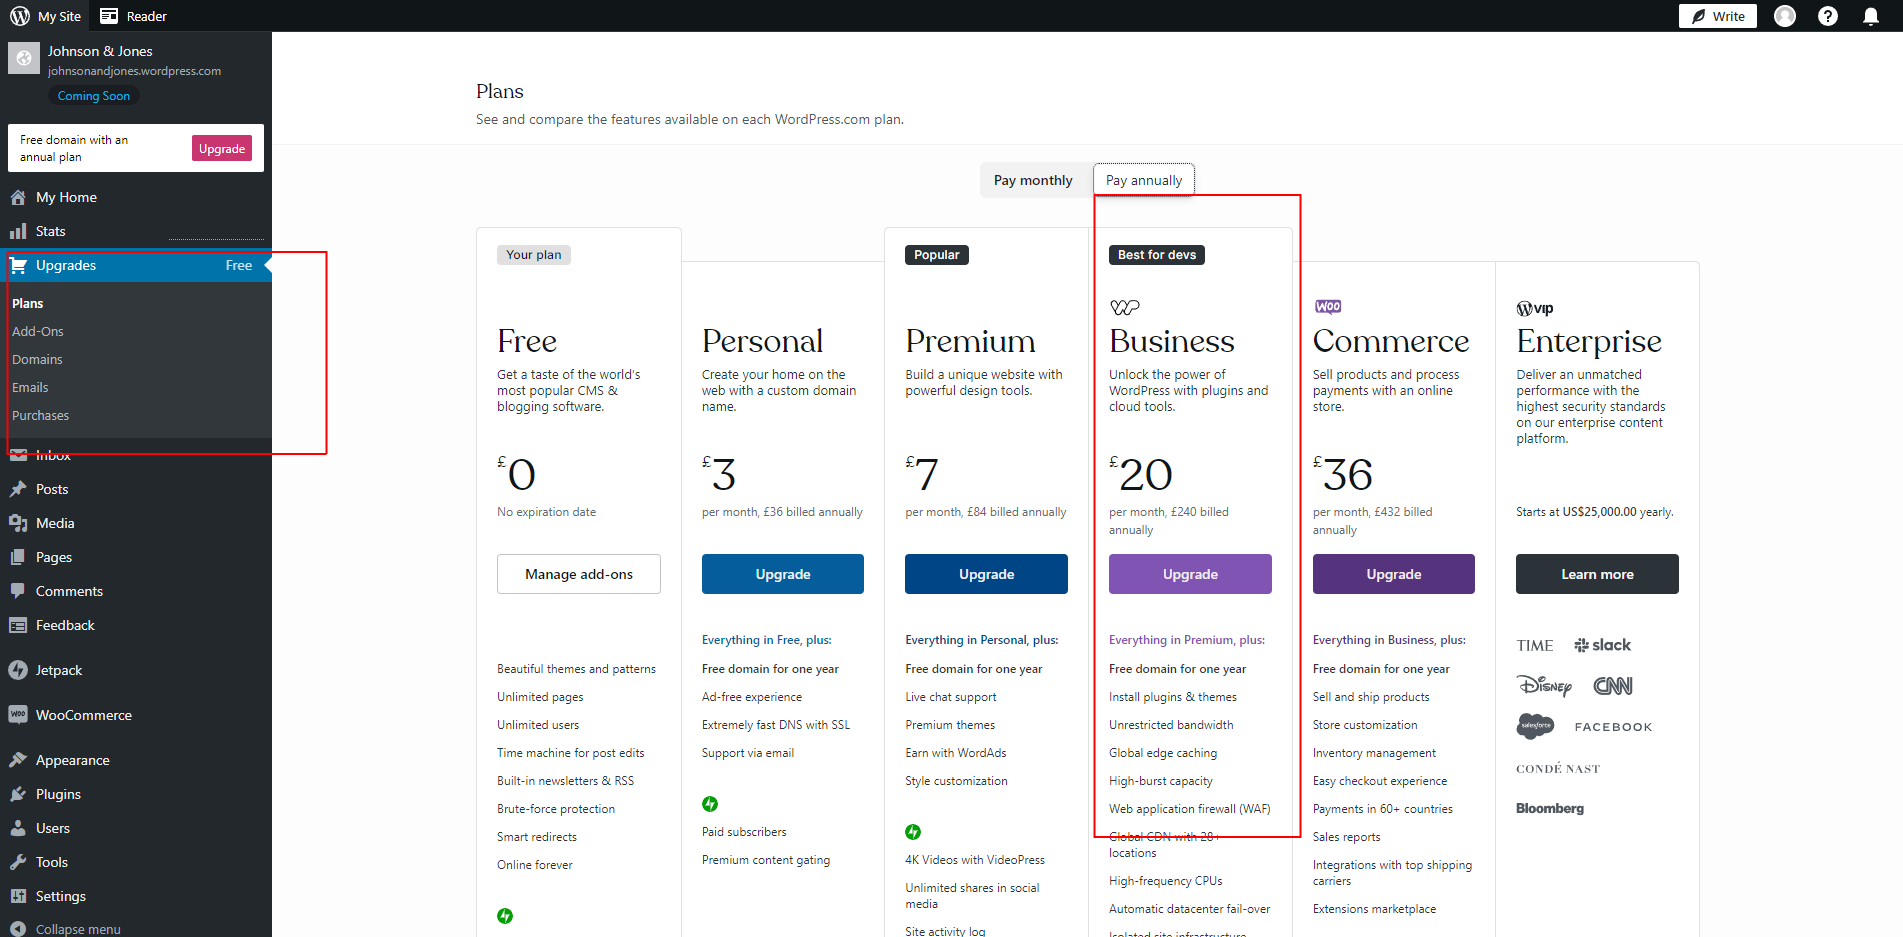 My Site
Reader
Write
Johnson & Jones
johnsonandjones.wordpress.com
Coming Soon
Free domain with an
annual plan
Upgrade
My Home
Stats
Upgrades
Free
Plans
Add-Ons
Domains
Emails
Purchases
Inbox
Posts
Media
Pages
Comments
Feedback
Jetpack
WooCommerce
Appearance
Plugins
Users
Tools
Settings
Collapse menu
Plans
See and compare the features available on each WordPress.com plan.
Pay monthly
Pay annually
Your plan
Free
Get a taste of the world's
most popular CMS &
blogging software.
£0
No expiration date
Manage add-ons
Beautiful themes and patterns
Unlimited pages
Unlimited users
Time machine for post edits
Built-in newsletters & RSS
Brute-force protection
Smart redirects
Online forever
Personal
Create your home on the
web with a custom domain
name.
£3
per month, £36 billed annually
Upgrade
Everything in Free, plus:
Free domain for one year
Ad-free experience
Extremely fast DNS with SSL
Support via email
Paid subscribers
Premium content gating
Popular
Premium
Build a unique website with
powerful design tools.
£7
per month, £84 billed annually
Upgrade
Everything in Personal, plus:
Free domain for one year
Live chat support
Premium themes
Earn with WordAds
Style customization
4K Videos with VideoPress
Unlimited shares in social
media
Site activity log
Best for devs
Business
Unlock the power of
WordPress with plugins and
cloud tools.
£20
per month, £240 billed
annually
Upgrade
Everything in Premium, plus:
Free domain for one year
Install plugins & themes
Unrestricted bandwidth
Global edge caching
High-burst capacity
Web application firewall (WAF)
Global CDN with 28+
locations
High-frequency CPUs
Automatic datacenter fail-over
Isolated site infrastructure
WOO
Commerce
Sell products and process
payments with an online
store.
£36
per month, £432 billed
annually
Upgrade
Everything in Business, plus:
Free domain for one year
Sell and ship products
Store customization
Inventory management
Easy checkout experience
Payments in 60+ countries
Sales reports
Integrations with top shipping
carriers
Extensions marketplace
vip
Enterprise
Deliver an unmatched
performance with the
highest security standards
on our enterprise content
platform.
Starts at US$25,000.00 yearly.
Learn more
TIME
slack
DISNEY
CNN
salesforce
FACEBOOK
CONDÉ NAST
Bloomberg